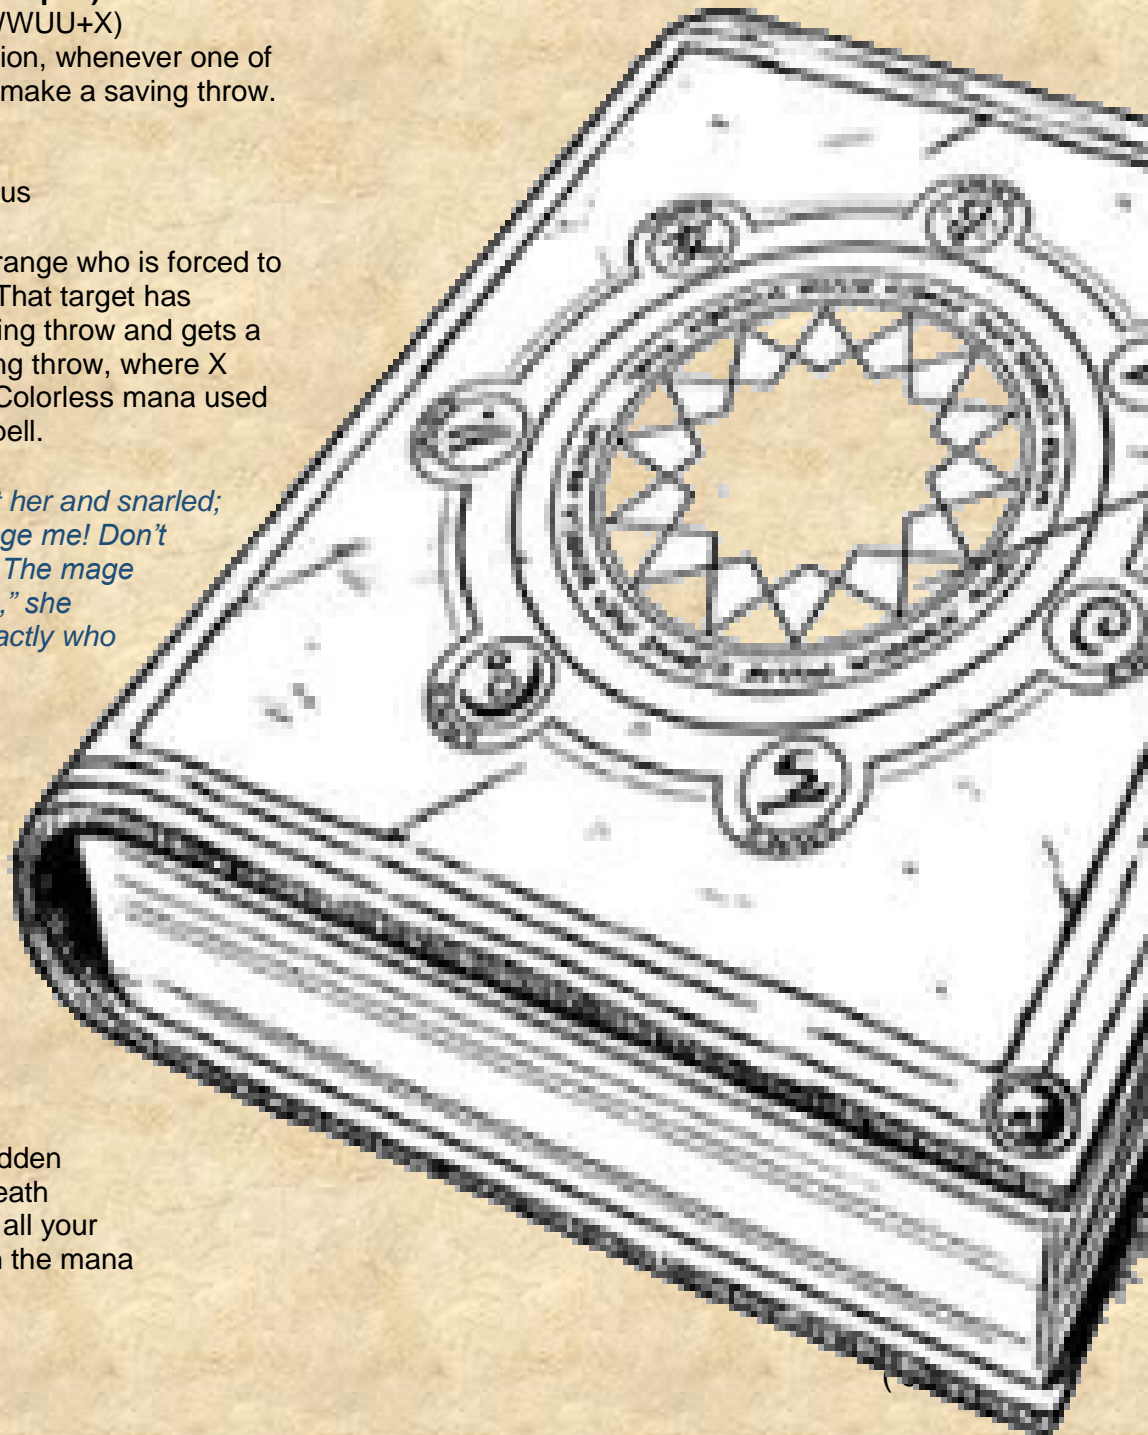 WUU+X)
ion, whenever one of
make a saving throw.
us
range who is forced to
That target has
ing throw and gets a
ng throw, where X
Colorless mana used
pell.
t her and snarled;
ge me! Don't
The mage
," she
actly who
dden
eath
all your
n the mana
(